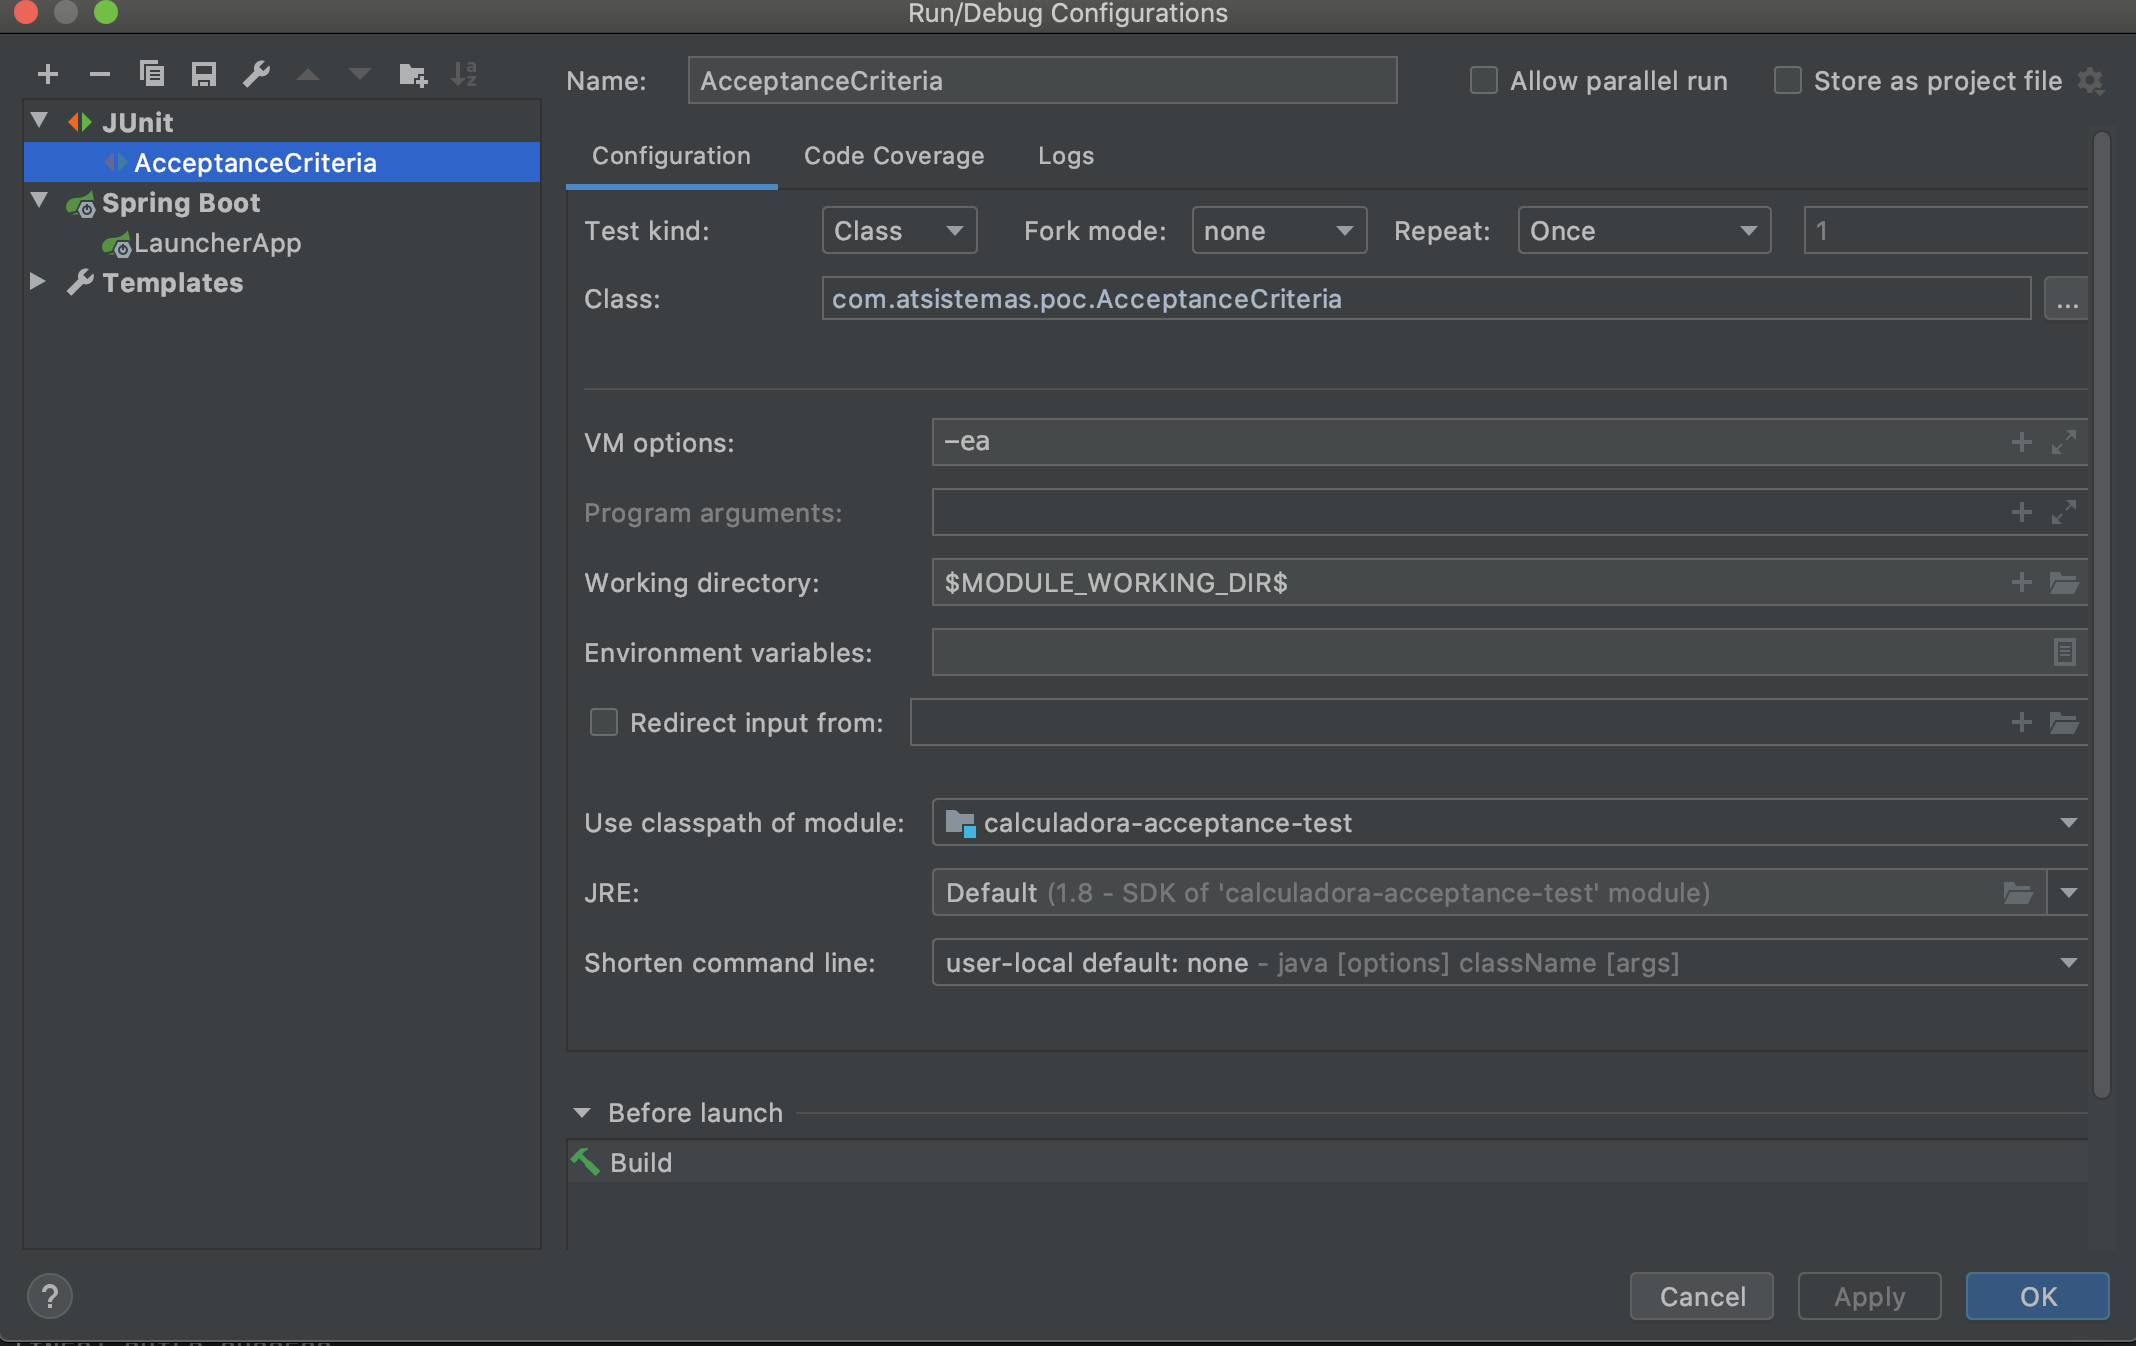 Run/Debug Configurations
JUnit
AcceptanceCriteria
Spring Boot
LauncherApp
Templates
Name: AcceptanceCriteria Allow parallel run Store as project file
Configuration Code Coverage Logs
Test kind: Class Fork mode: none Repeat: Once 1
Class: com.atsistemas.poc.AcceptanceCriteria ...
VM options: -ea
Program arguments:
Working directory: $MODULE_WORKING_DIR$
Environment variables:
Redirect input from:
Use classpath of module: calculadora-acceptance-test
JRE: Default (1.8 - SDK of 'calculadora-acceptance-test' module)
Shorten command line: user-local default: none - java [options] className [args]
Before launch
Build
? Cancel Apply OK